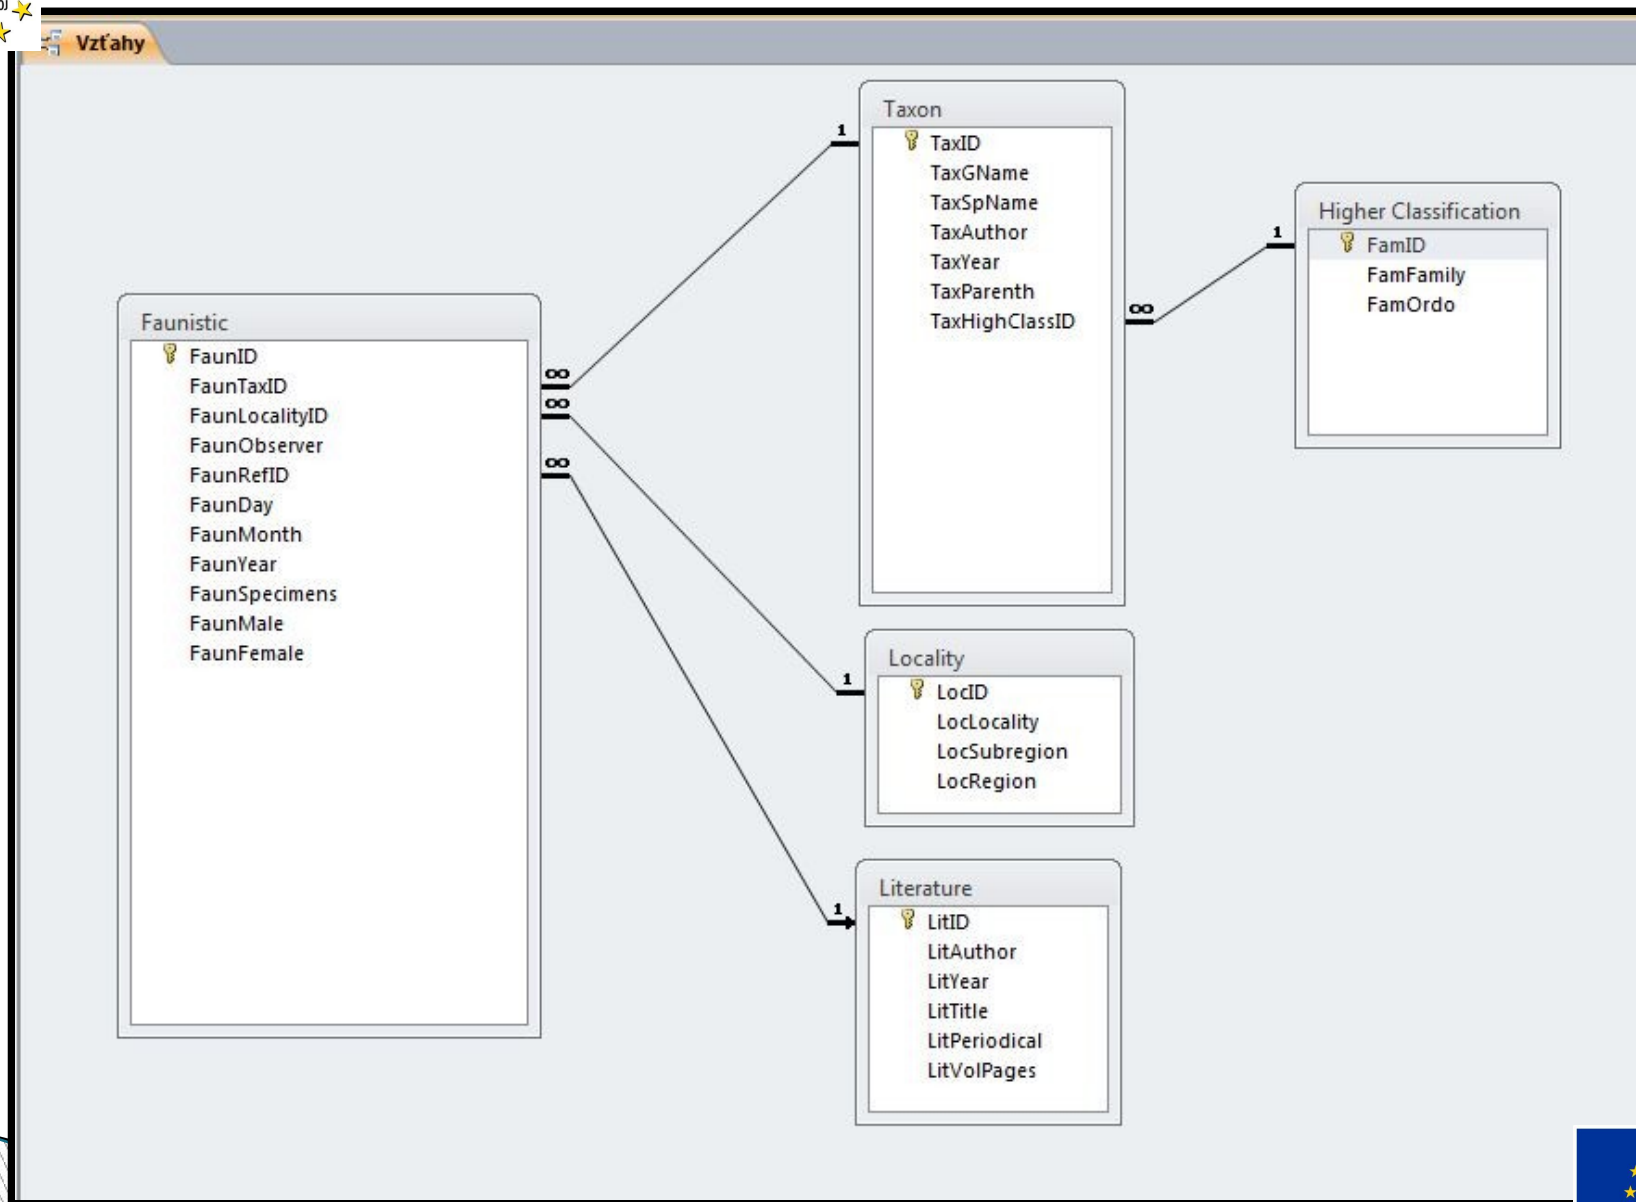 Vzťahy
Taxon
TaxID
TaxGName
TaxSpName
TaxAuthor
TaxYear
TaxParenth
TaxHighClassID
Higher Classification
FamID
FamFamily
FamOrdo
Faunistic
FaunID
FaunTaxID
FaunLocalityID
FaunObserver
FaunRefID
FaunDay
FaunMonth
FaunYear
FaunSpecimens
FaunMale
FaunFemale
Locality
LocID
LocLocality
LocSubregion
LocRegion
Literature
LitID
LitAuthor
LitYear
LitTitle
LitPeriodical
LitVolPages
1
∞
1
∞
∞
∞
1
1